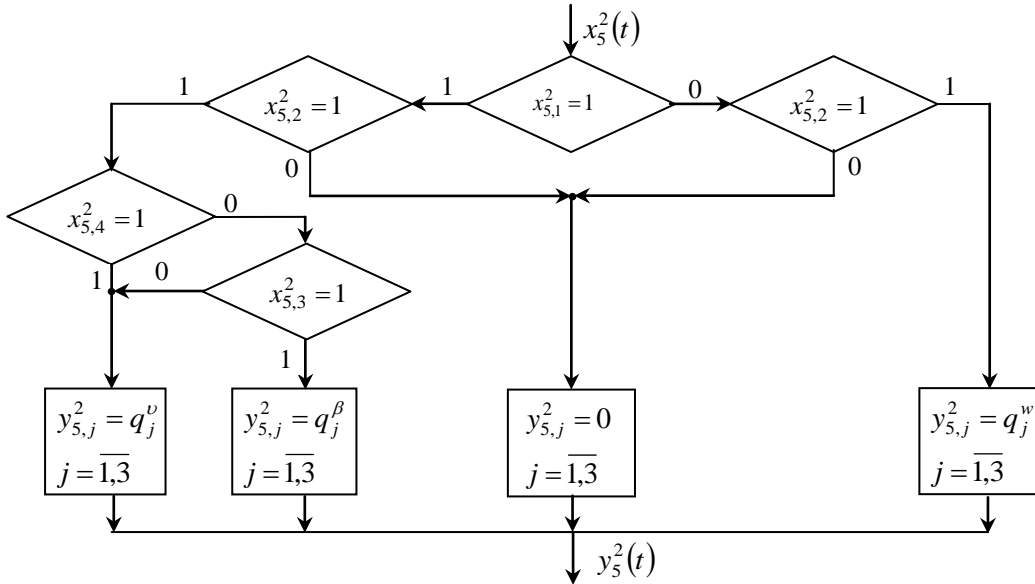 x_5^2(t)
1
1
0
1
x_{5,2}^2 = 1
x_{5,1}^2 = 1
x_{5,2}^2 = 1
0
0
0
x_{5,4}^2 = 1
1
0
x_{5,3}^2 = 1
1
y_{5,j}^2 = q_j^υ
j = \overline{1,3}
y_{5,j}^2 = q_j^β
j = \overline{1,3}
y_{5,j}^2 = 0
j = \overline{1,3}
y_{5,j}^2 = q_j^w
j = \overline{1,3}
y_5^2(t)